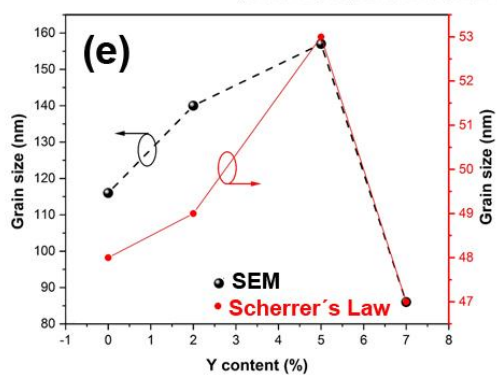 (e)
Grain size (nm)
160
150
140
130
120
110
100
90
80
53
52
51
50
49
48
47
Grain size (nm)
SEM
Scherrer´s Law
-1 0 1 2 3 4 5 6 7 8
Y content (%)